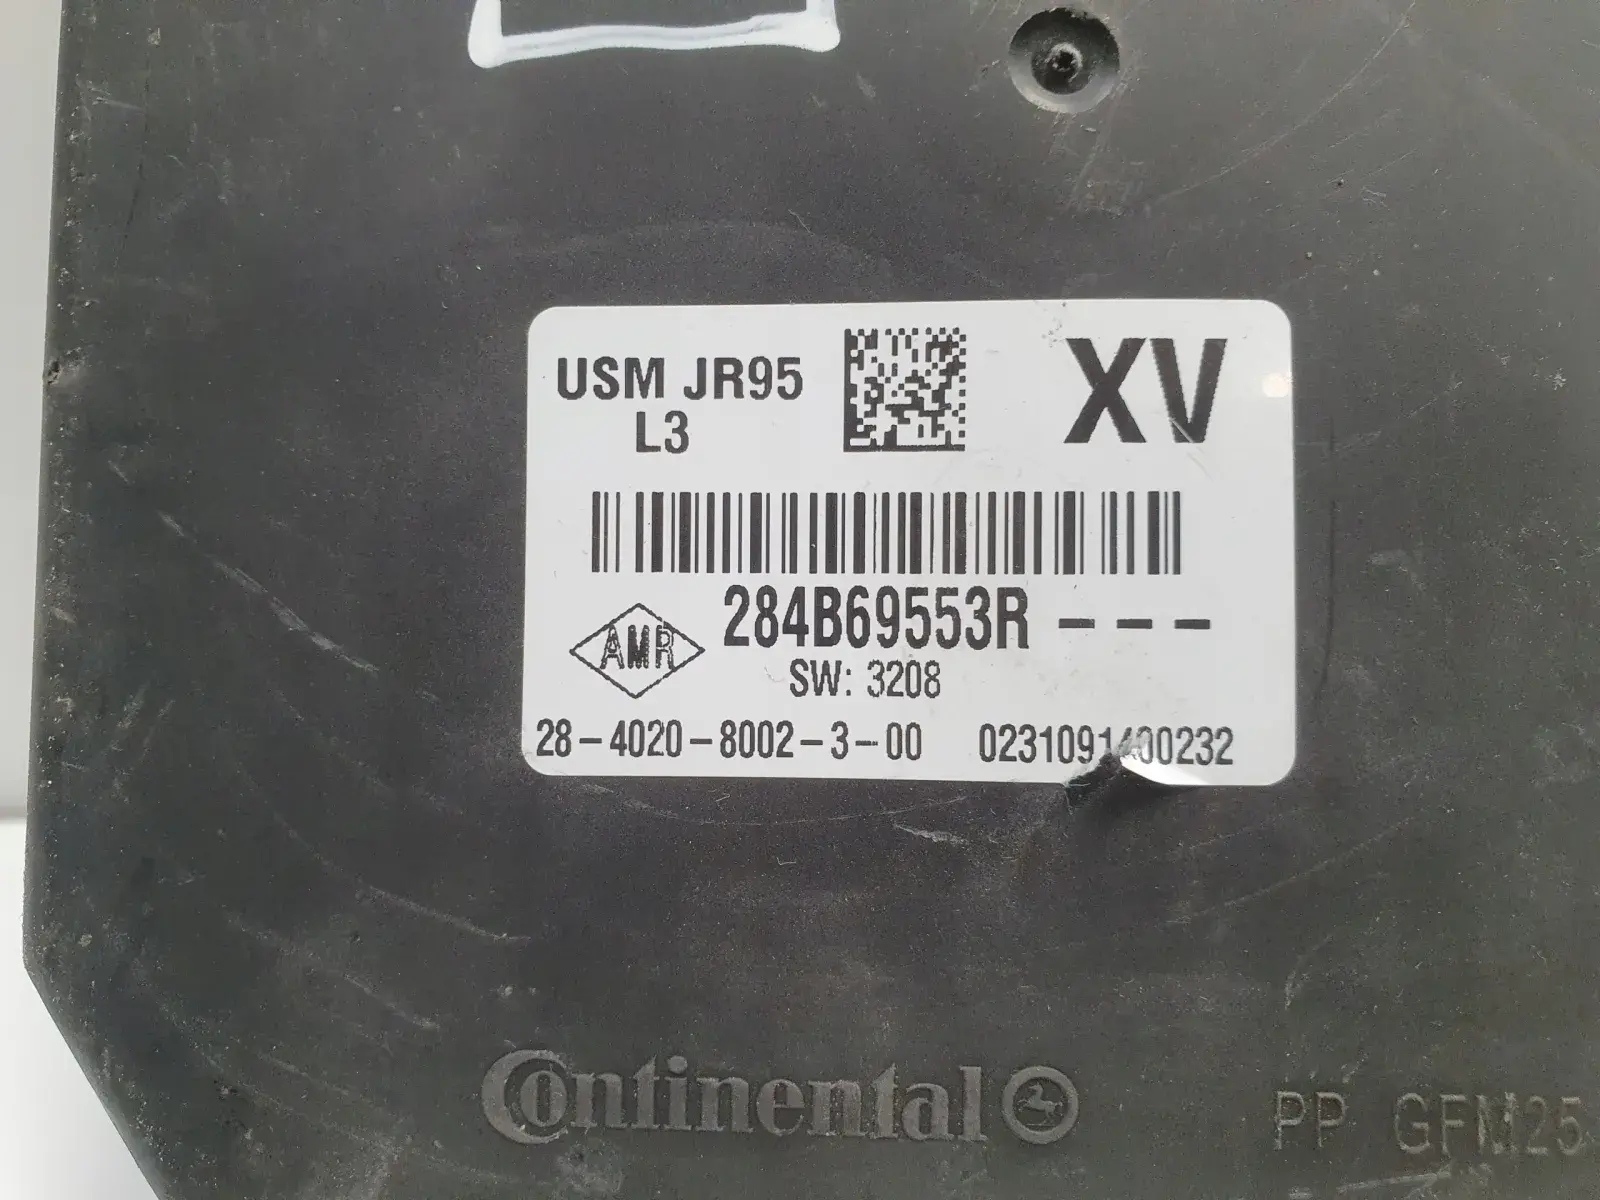 USM JR95
L3
XV
284B69553R ---
AMR
SW: 3208
28-4020-8002-3-00 0231091400232
Continental
PP GFM25